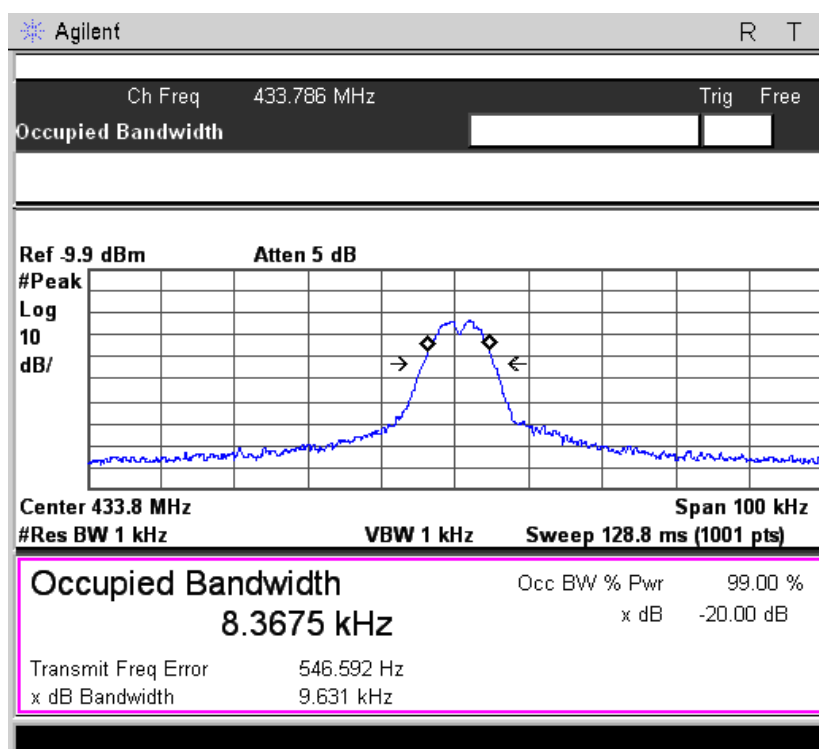 Agilent R T
Ch Freq 433.786 MHz Trig Free
Occupied Bandwidth
Ref -9.9 dBm Atten 5 dB
#Peak
Log
10
dB/
Center 433.8 MHz Span 100 kHz
#Res BW 1 kHz VBW 1 kHz Sweep 128.8 ms (1001 pts)
Occupied Bandwidth Occ BW % Pwr 99.00 %
8.3675 kHz x dB -20.00 dB
Transmit Freq Error 546.592 Hz
x dB Bandwidth 9.631 kHz